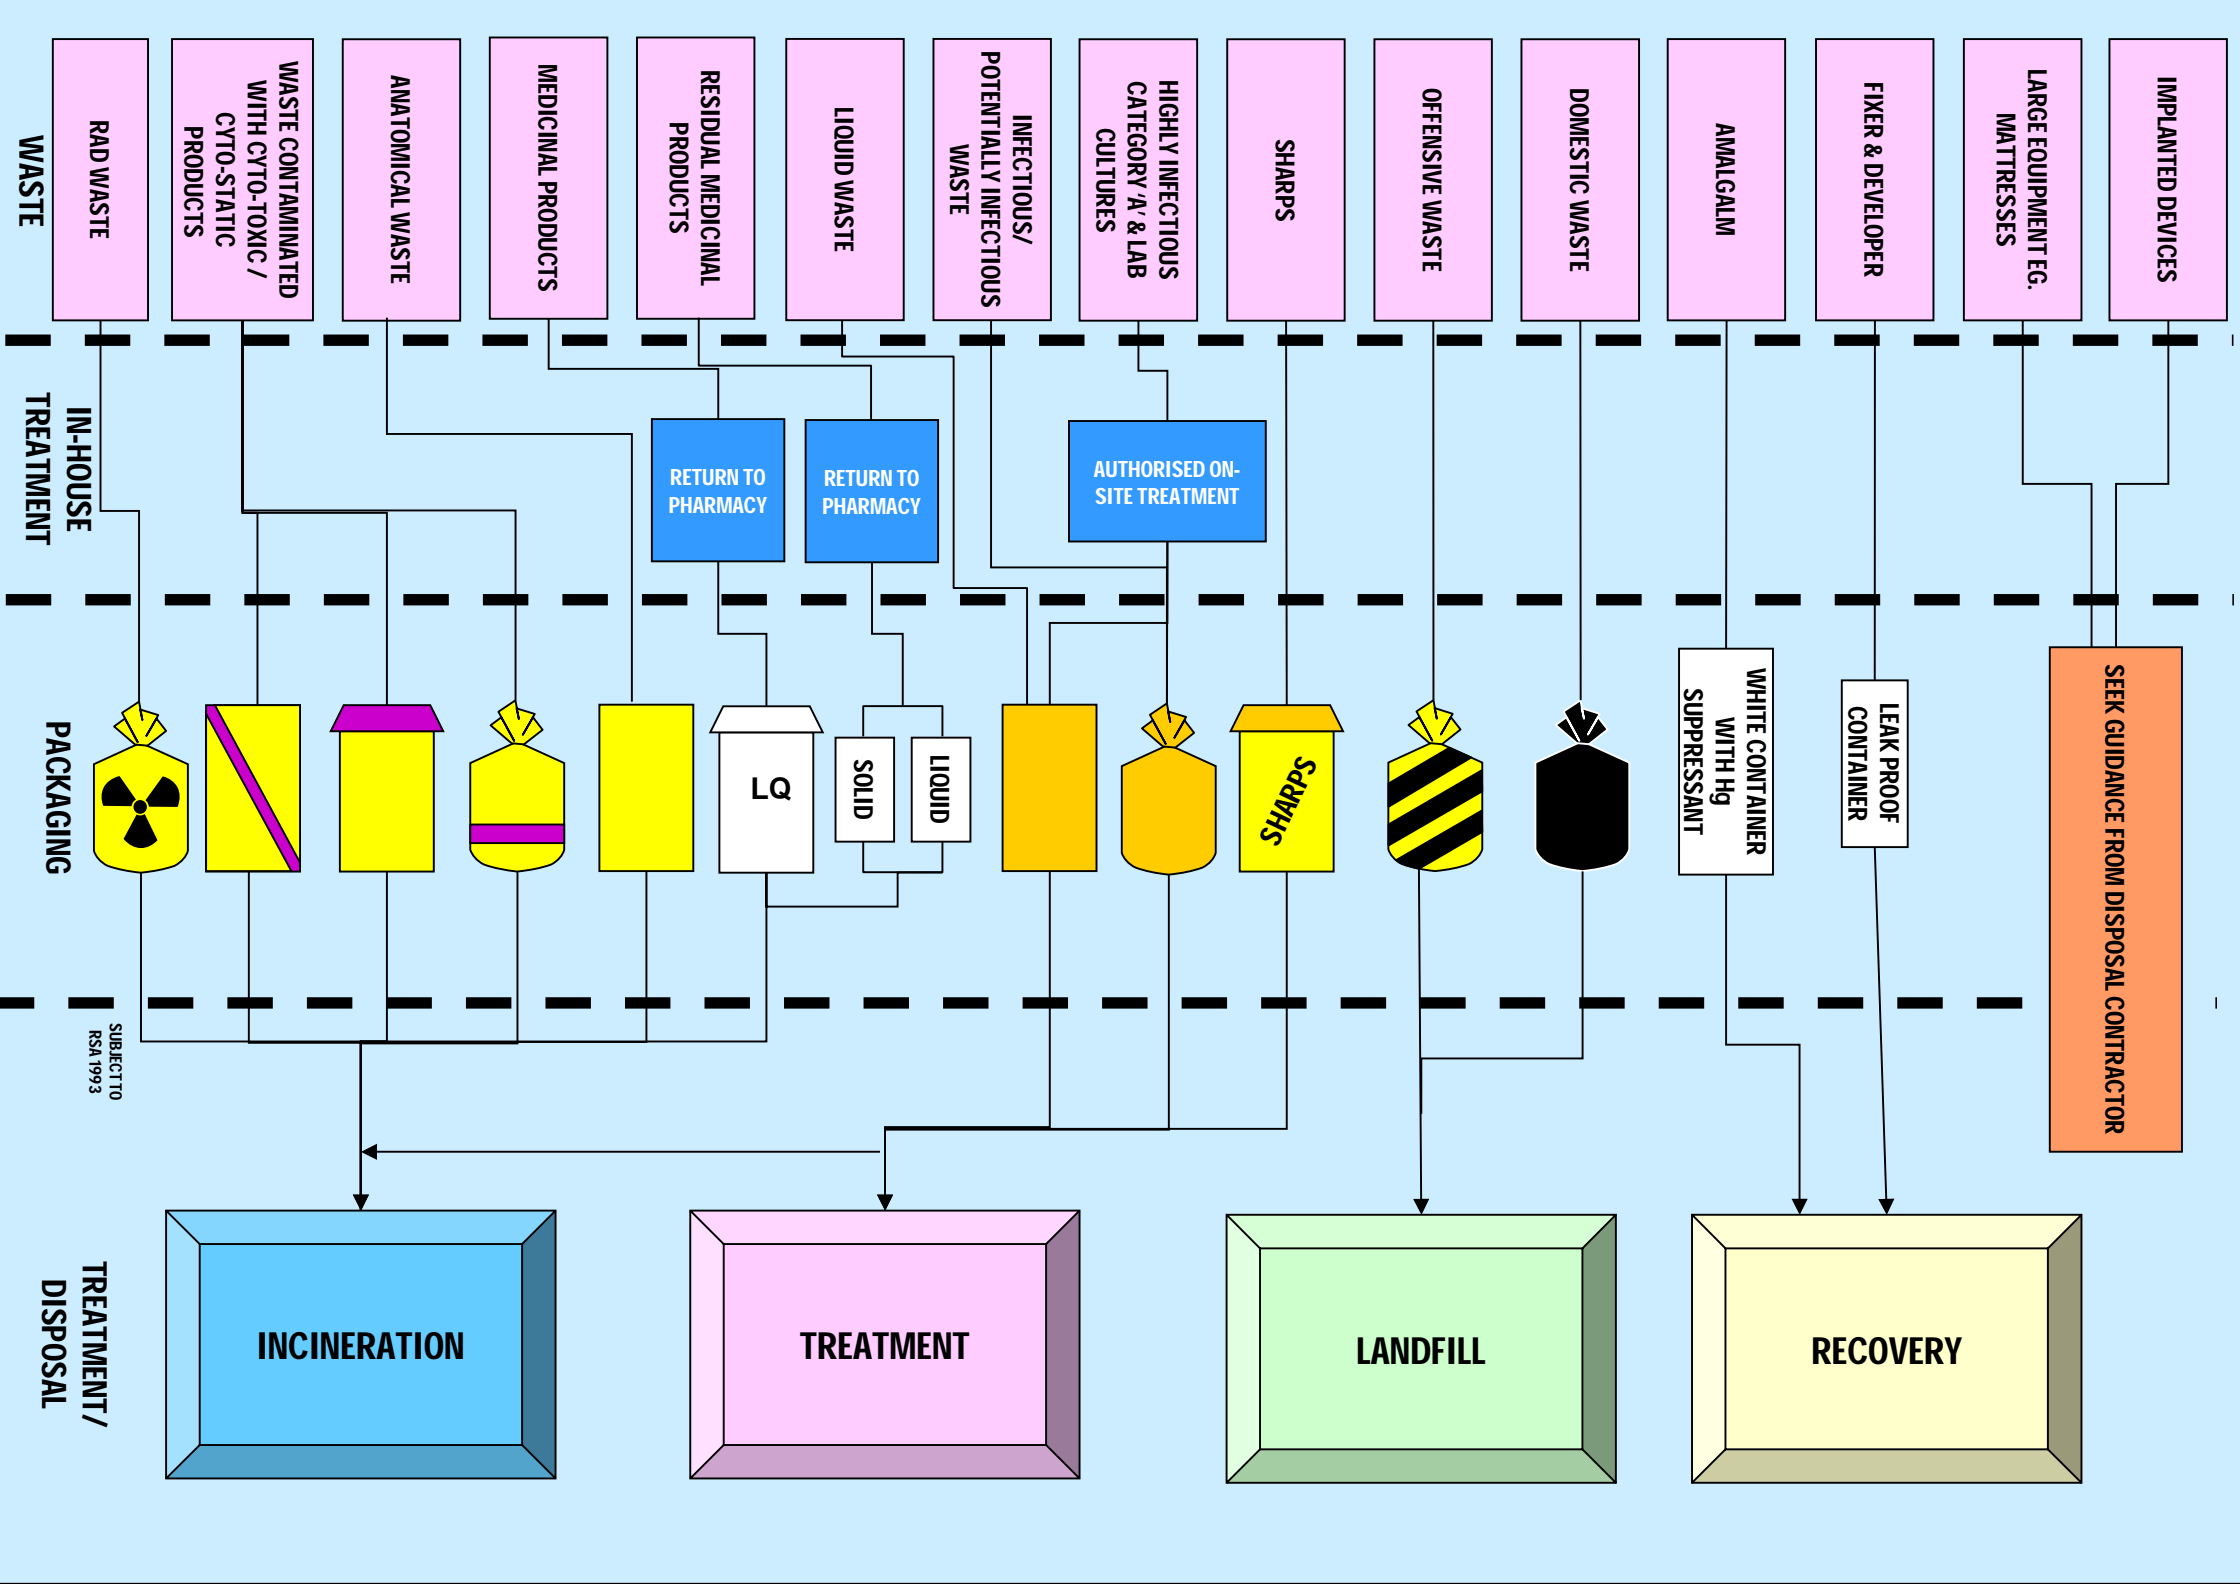 WASTE
RAD WASTE
WASTE CONTAMINATED
WITH CYTO-TOXIC /
CYTO-STATIC
PRODUCTS
ANATOMICAL WASTE
MEDICINAL PRODUCTS
RESIDUAL MEDICINAL
PRODUCTS
LIQUID WASTE
INFECTIOUS/
POTENTIALLY INFECTIOUS
WASTE
HIGHLY INFECTIOUS
CATEGORY ‘A’ & LAB
CULTURES
SHARPS
OFFENSIVE WASTE
DOMESTIC WASTE
AMALGALM
FIXER & DEVELOPER
LARGE EQUIPMENT EG.
MATTRESSES
IMPLANTED DEVICES
IN-HOUSE
TREATMENT
RETURN TO
PHARMACY
RETURN TO
PHARMACY
AUTHORISED ON-
SITE TREATMENT
PACKAGING
LQ
SOLID
LIQUID
SHARPS
WHITE CONTAINER
WITH Hg
SUPPRESSANT
LEAK PROOF
CONTAINER
SEEK GUIDANCE FROM DISPOSAL CONTRACTOR
SUBJECT TO
RSA 1993
TREATMENT/
DISPOSAL
INCINERATION
TREATMENT
LANDFILL
RECOVERY